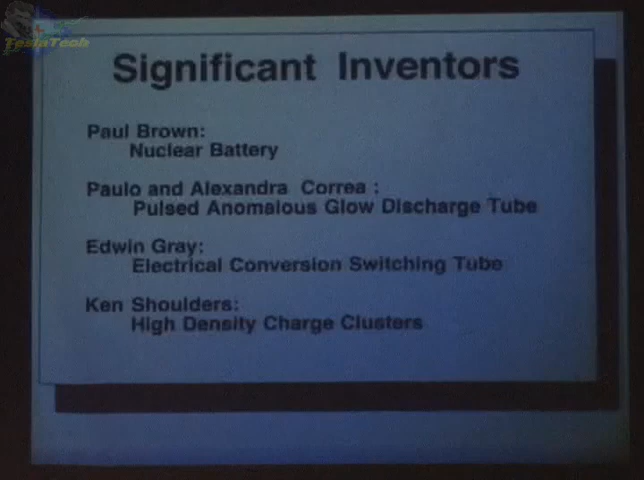 TeslaTech
Significant Inventors
Paul Brown:
Nuclear Battery
Paulo and Alexandra Correa :
Pulsed Anomalous Glow Discharge Tube
Edwin Gray:
Electrical Conversion Switching Tube
Ken Shoulders:
High Density Charge Clusters